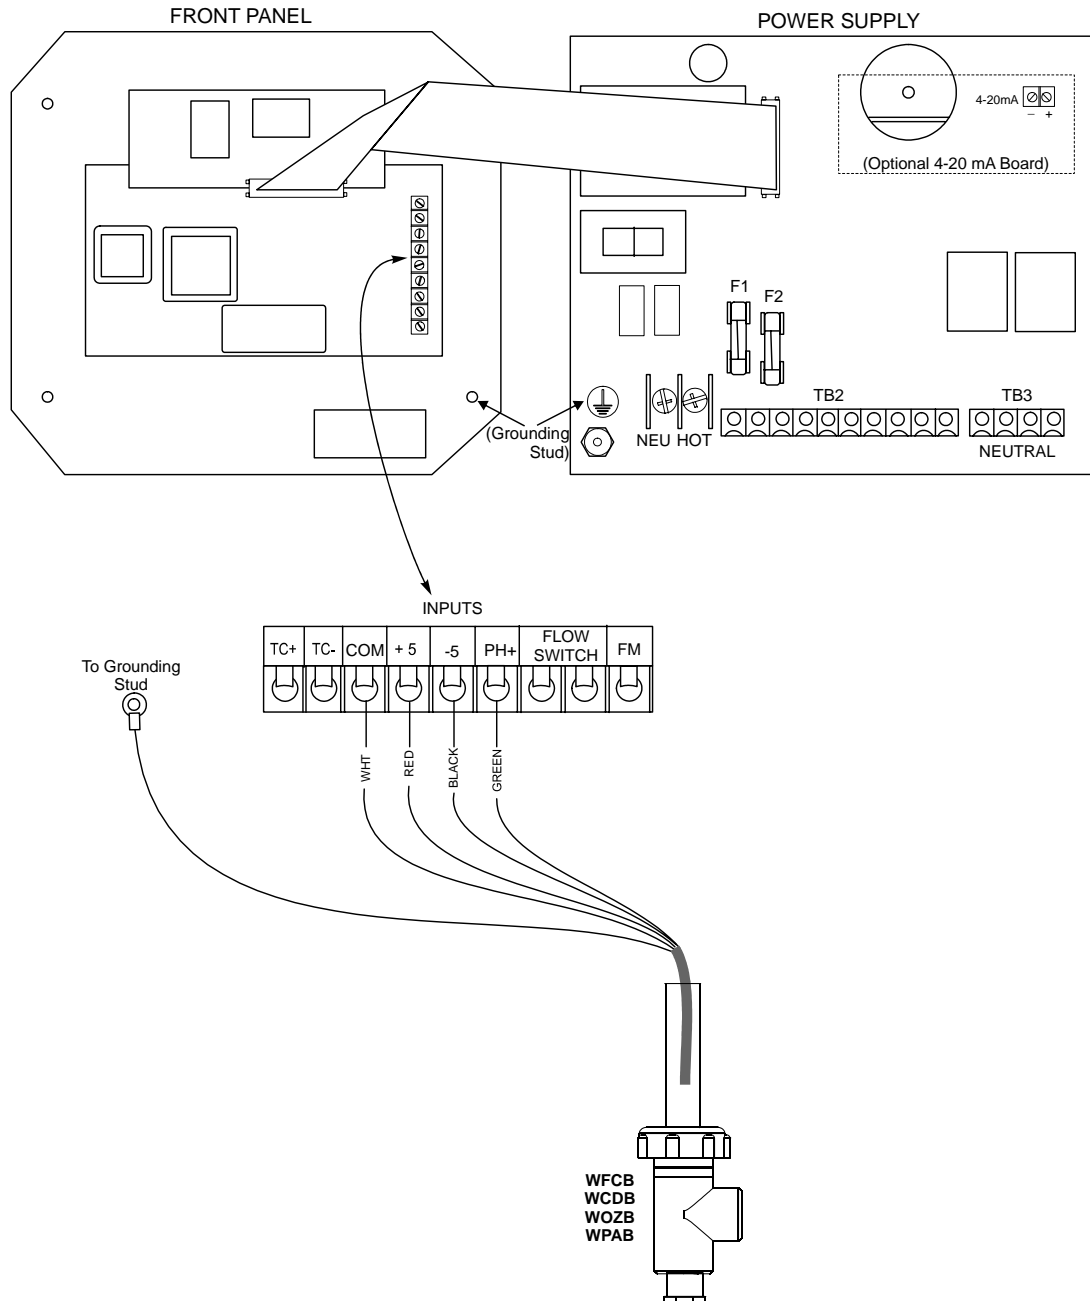 FRONT PANEL
POWER SUPPLY
4-20mA
– +
(Optional 4-20 mA Board)
F1
F2
TB2
TB3
(Grounding
Stud)
NEU HOT
NEUTRAL
INPUTS
TC+ TC- COM + 5 -5 PH+ FLOW SWITCH FM
To Grounding
Stud
WHT
RED
BLACK
GREEN
WFCB
WCDB
WOZB
WPAB